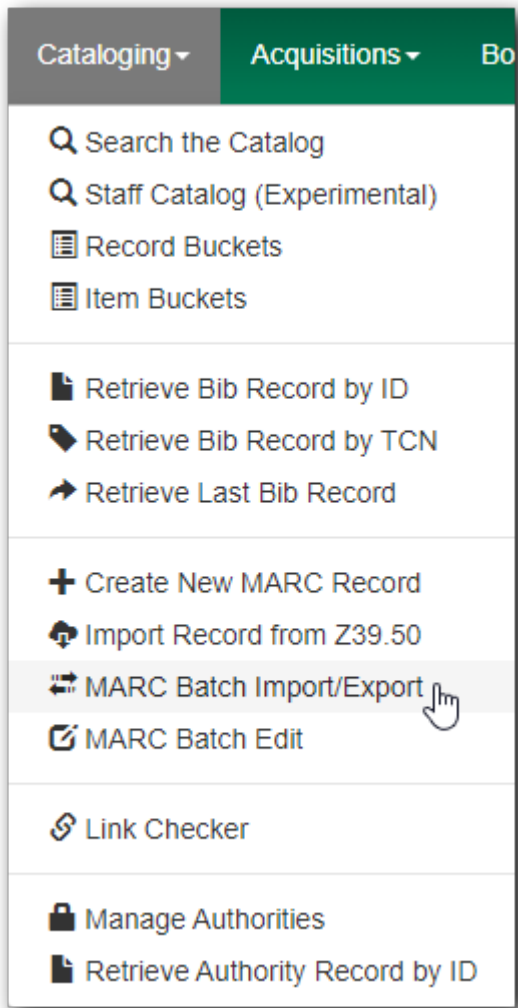 Cataloging Acquisitions Bo
Search the Catalog
Staff Catalog (Experimental)
Record Buckets
Item Buckets
Retrieve Bib Record by ID
Retrieve Bib Record by TCN
Retrieve Last Bib Record
Create New MARC Record
Import Record from Z39.50
MARC Batch Import/Export
MARC Batch Edit
Link Checker
Manage Authorities
Retrieve Authority Record by ID